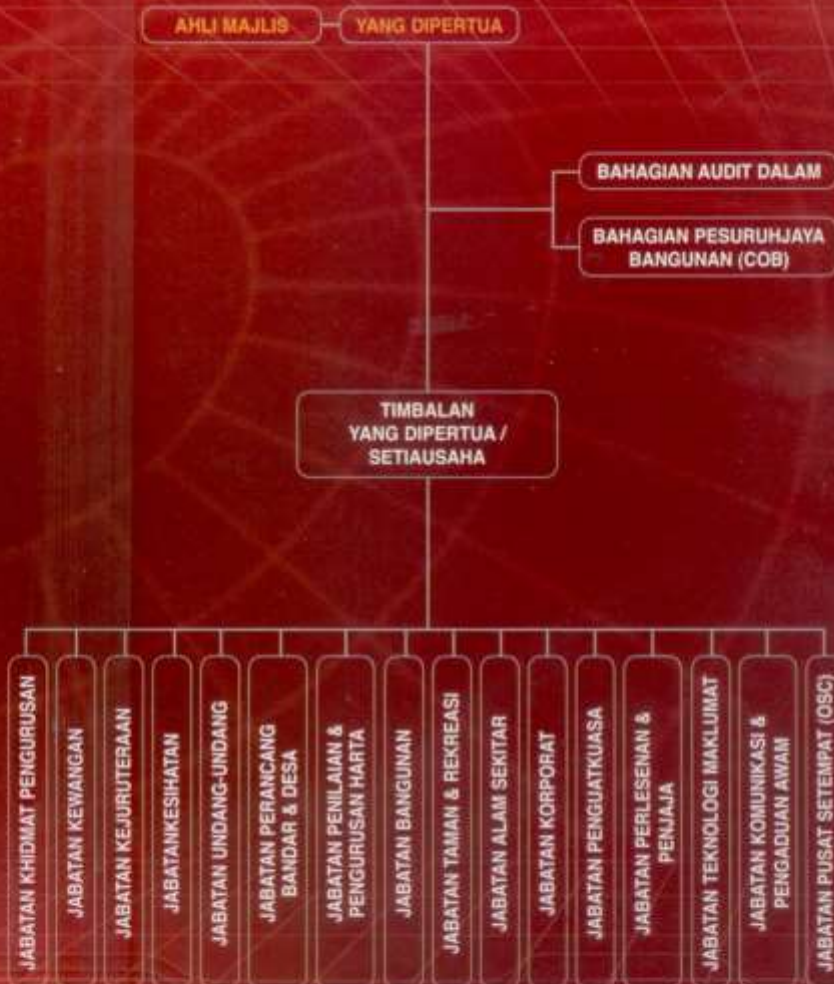 AHLI MAJLIS
YANG DIPERTUA
BAHAGIAN AUDIT DALAM
BAHAGIAN PESURUHJAYA
BANGUNAN (COB)
TIMBALAN
YANG DIPERTUA /
SETIAUSAHA
JABATAN KHIDMAT PENGURUSAN
JABATAN KEWANGAN
JABATAN KEJURUTERAAN
JABATANKESIHATAN
JABATAN UNDANG-UNDANG
JABATAN PERANCANG
BANDAR & DESA
JABATAN PENILAIAN &
PENGURUSAN HARTA
JABATAN BANGUNAN
JABATAN TAMAN & REKREASI
JABATAN ALAM SEKITAR
JABATAN KORPORAT
JABATAN PENGUATKUASA
JABATAN PERLESENAN &
PENJAJA
JABATAN TEKNOLOGI MAKLUMAT
JABATAN KOMUNIKASI &
PENGADUAN AWAM
JABATAN PUSAT SETEMPAT (OSC)